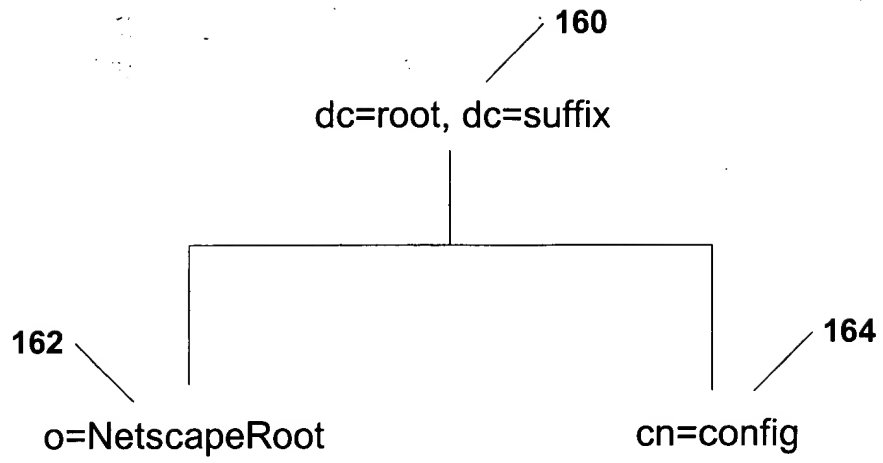 160
dc=root, dc=suffix
162
164
o=NetscapeRoot
cn=config